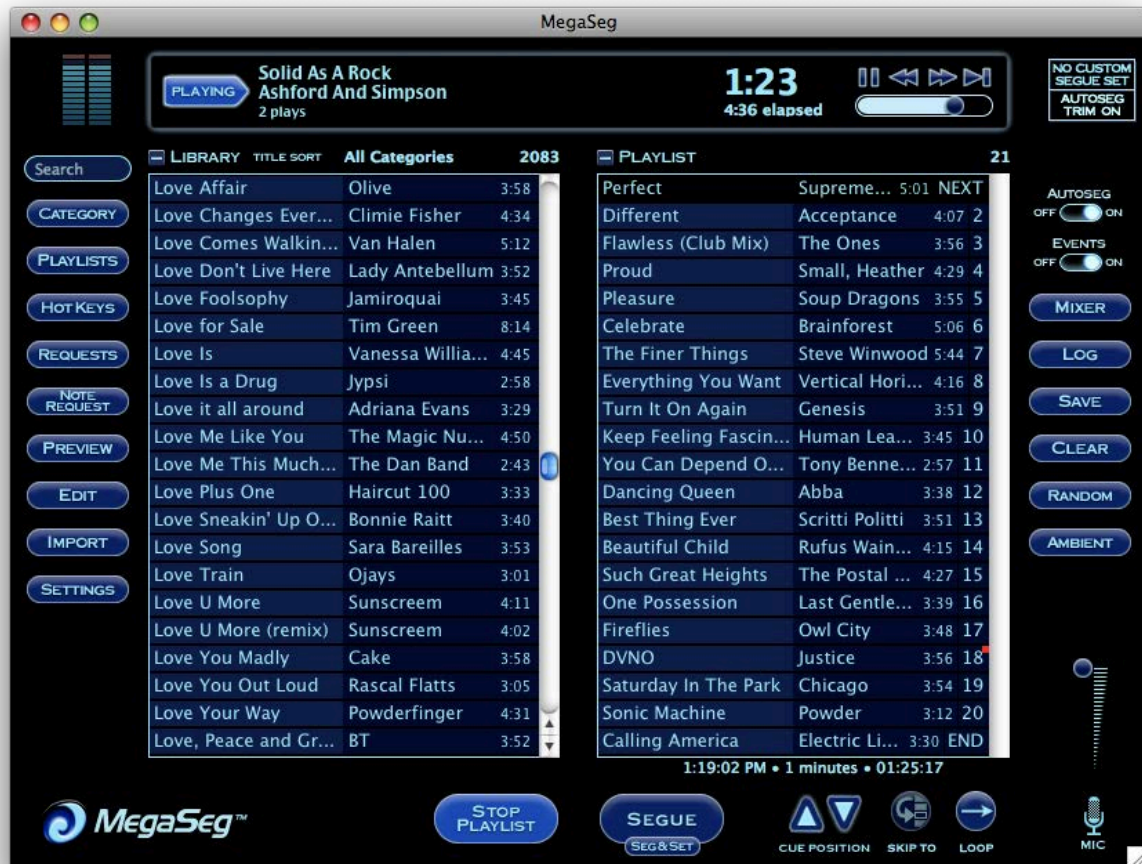 MegaSeg
PLAYING
Solid As A Rock
Ashford And Simpson
2 plays
1:23
4:36 elapsed
NO CUSTOM
SEGUE SET
AUTOSEG
TRIM ON
Search
CATEGORY
PLAYLISTS
HOT KEYS
REQUESTS
NOTE
REQUEST
PREVIEW
EDIT
IMPORT
SETTINGS
LIBRARY TITLE SORT All Categories 2083
Love Affair Olive 3:58
Love Changes Ever... Climie Fisher 4:34
Love Comes Walkin... Van Halen 5:12
Love Don't Live Here Lady Antebellum 3:52
Love Foolsophy Jamiroquai 3:45
Love for Sale Tim Green 8:14
Love Is Vanessa Willia... 4:45
Love Is a Drug Jypsi 2:58
Love it all around Adriana Evans 3:29
Love Me Like You The Magic Nu... 4:50
Love Me This Much... The Dan Band 2:43
Love Plus One Haircut 100 3:33
Love Sneakin' Up O... Bonnie Raitt 3:40
Love Song Sara Bareilles 3:53
Love Train Ojays 3:01
Love U More Sunscreem 4:11
Love U More (remix) Sunscreem 4:02
Love You Madly Cake 3:58
Love You Out Loud Rascal Flatts 3:05
Love Your Way Powderfinger 4:31
Love, Peace and Gr... BT 3:52
PLAYLIST 21
Perfect Supreme... 5:01 NEXT
Different Acceptance 4:07 2
Flawless (Club Mix) The Ones 3:56 3
Proud Small, Heather 4:29 4
Pleasure Soup Dragons 3:55 5
Celebrate Brainforest 5:06 6
The Finer Things Steve Winwood 5:44 7
Everything You Want Vertical Hori... 4:16 8
Turn It On Again Genesis 3:51 9
Keep Feeling Fascin... Human Lea... 3:45 10
You Can Depend O... Tony Benne... 2:57 11
Dancing Queen Abba 3:38 12
Best Thing Ever Scritti Politti 3:51 13
Beautiful Child Rufus Wain... 4:15 14
Such Great Heights The Postal ... 4:27 15
One Possession Last Gentle... 3:39 16
Fireflies Owl City 3:48 17
DVNO Justice 3:56 18
Saturday In The Park Chicago 3:54 19
Sonic Machine Powder 3:12 20
Calling America Electric Li... 3:30 END
1:19:02 PM • 1 minutes • 01:25:17
AUTOSEG
OFF ON
EVENTS
OFF ON
MIXER
LOG
SAVE
CLEAR
RANDOM
AMBIENT
MegaSeg™
STOP
PLAYLIST
SEGUE
SEG&SET
CUE POSITION
SKIP TO
LOOP
MIC